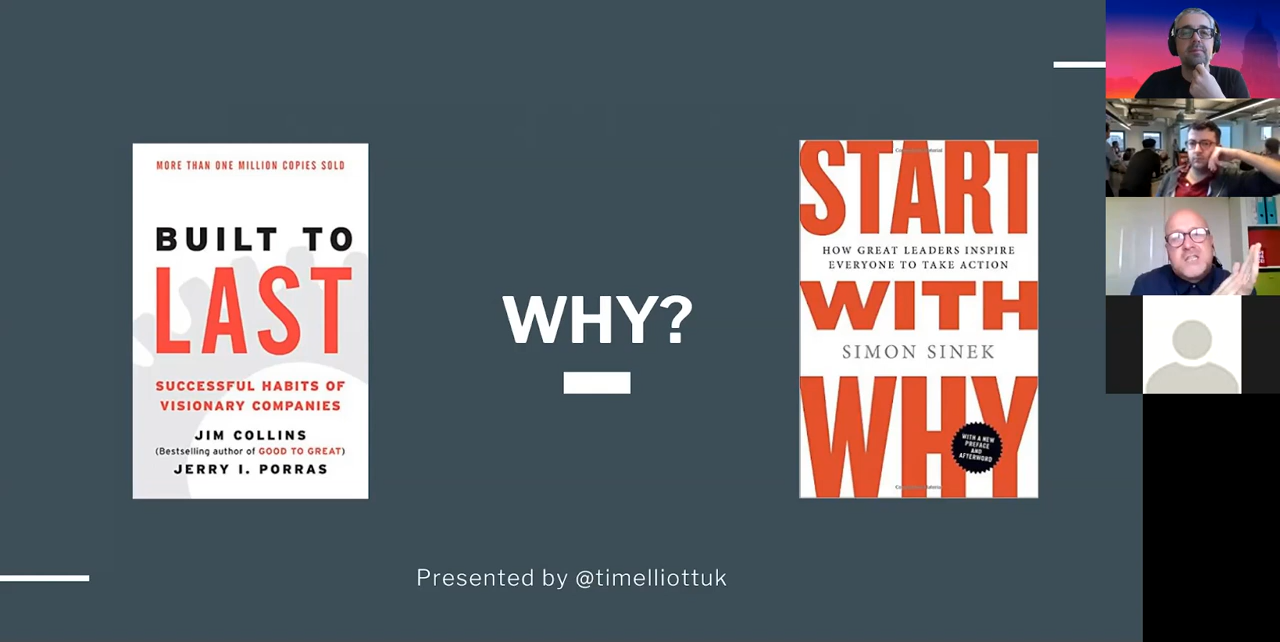 MORE THAN ONE MILLION COPIES SOLD
BUILT TO
LAST
SUCCESSFUL HABITS OF
VISIONARY COMPANIES
JIM COLLINS
(Bestselling author of GOOD TO GREAT)
JERRY I. PORRAS
WHY?
START
HOW GREAT LEADERS INSPIRE
EVERYONE TO TAKE ACTION
WITH
SIMON SINEK
WHY
WITH A NEW
PREFACE
AND
AFTERWORD
Presented by @timelliottuk